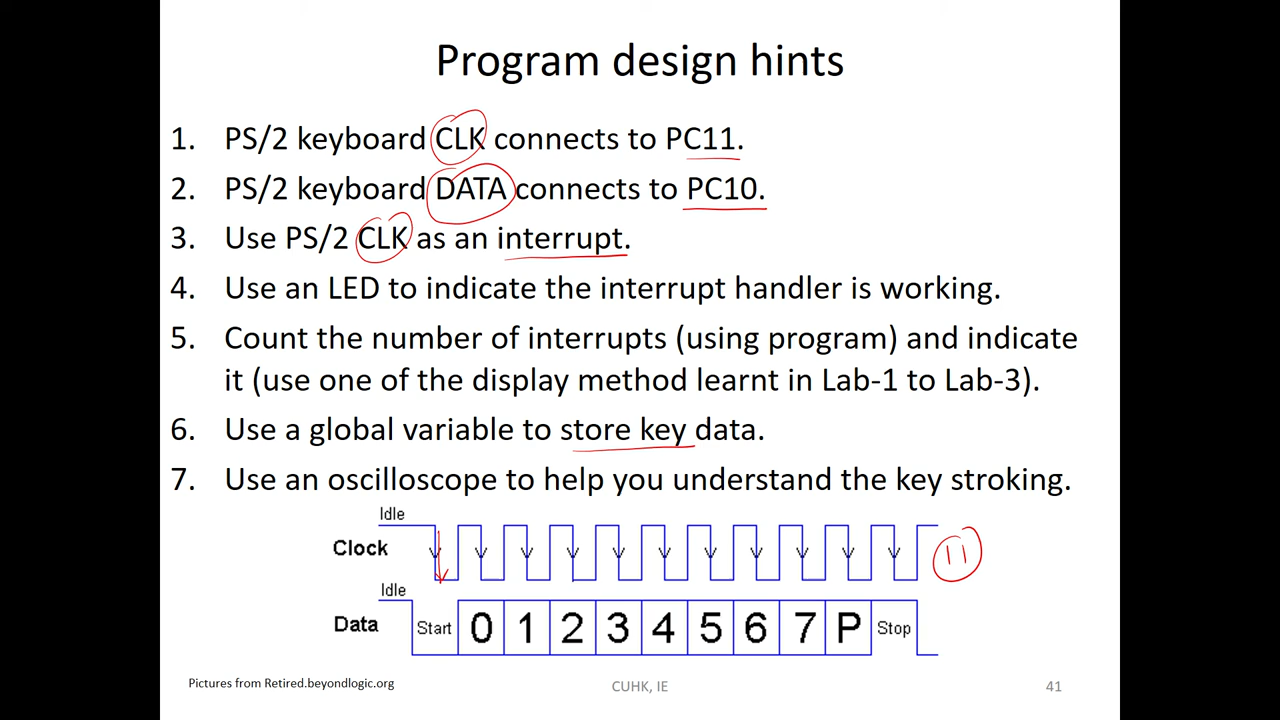 Program design hints
1. PS/2 keyboard CLK connects to PC11.
2. PS/2 keyboard DATA connects to PC10.
3. Use PS/2 CLK as an interrupt.
4. Use an LED to indicate the interrupt handler is working.
5. Count the number of interrupts (using program) and indicate
it (use one of the display method learnt in Lab-1 to Lab-3).
6. Use a global variable to store key data.
7. Use an oscilloscope to help you understand the key stroking.
Idle
Clock
11
Idle
Data Start 0 1 2 3 4 5 6 7 P Stop
Pictures from Retired.beyondlogic.org
CUHK, IE
41